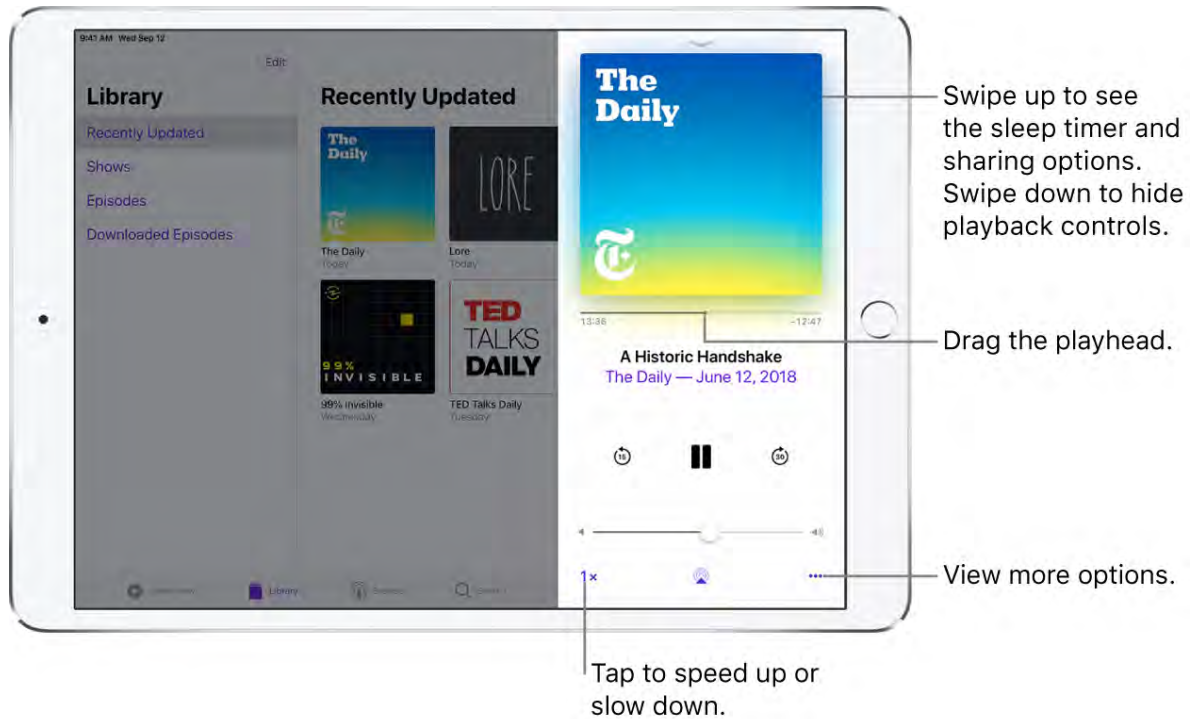 9:41 AM Wed Sep 12
Edit
Library
Recently Updated
Shows
Episodes
Downloaded Episodes
Recently Updated
The
Daily
The Daily
Today
LORE
Lore
Today
99%
INVISIBLE
99% Invisible
Wednesday
TED
TALKS
DAILY
TED Talks Daily
Tuesday
Library
The
Daily
13:36
-12:47
A Historic Handshake
The Daily — June 12, 2018
15
30
1×
Swipe up to see
the sleep timer and
sharing options.
Swipe down to hide
playback controls.
Drag the playhead.
View more options.
Tap to speed up or
slow down.